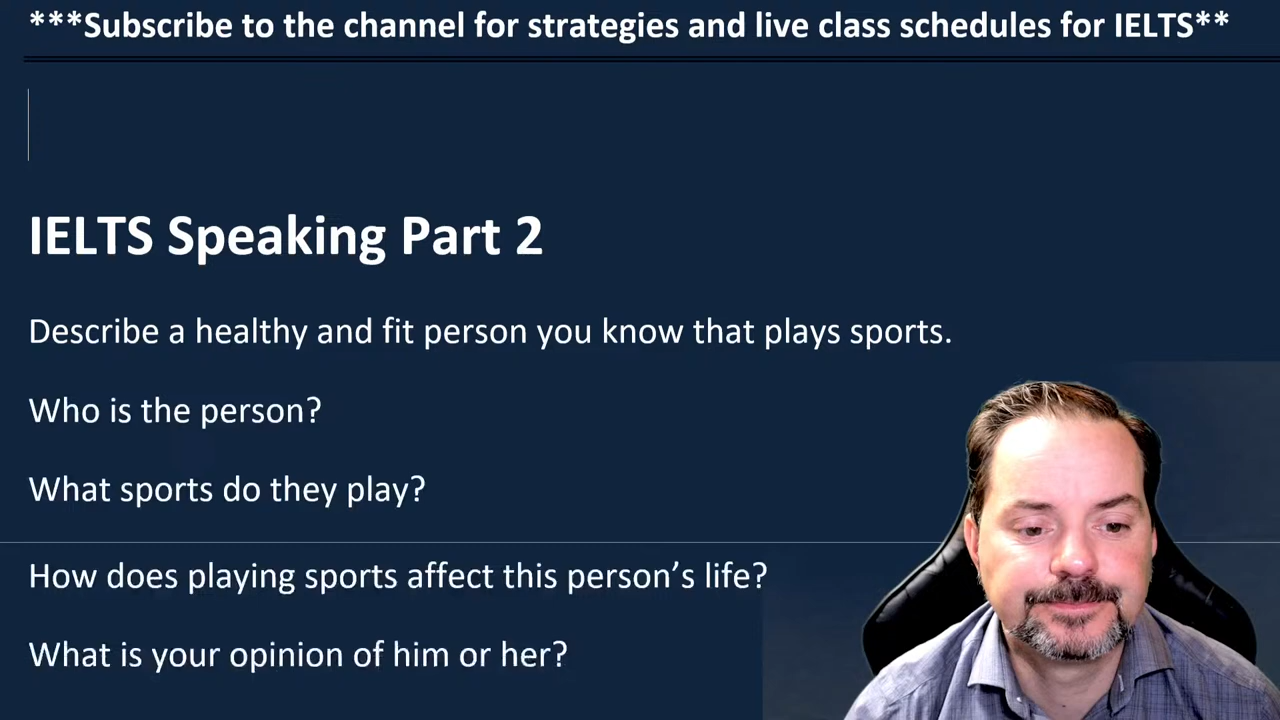 ***Subscribe to the channel for strategies and live class schedules for IELTS**
IELTS Speaking Part 2
Describe a healthy and fit person you know that plays sports.
Who is the person?
What sports do they play?
How does playing sports affect this person’s life?
What is your opinion of him or her?